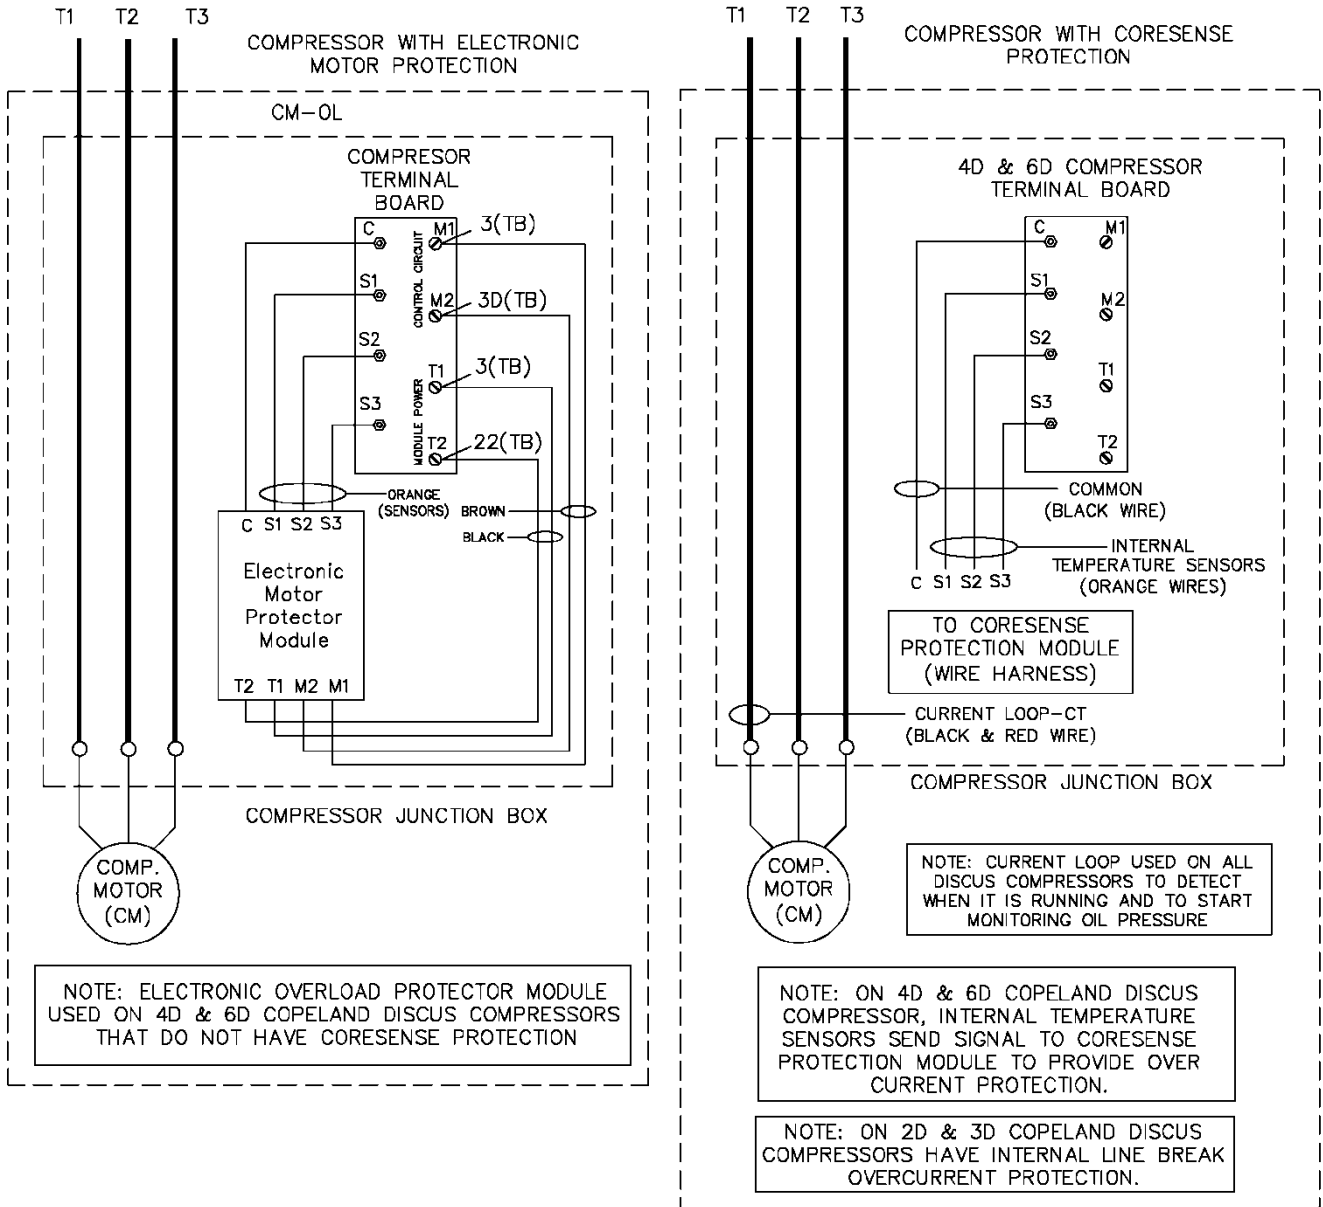 T1 T2 T3
COMPRESSOR WITH ELECTRONIC
MOTOR PROTECTION
CM-OL
COMPRESOR
TERMINAL
BOARD
C
M1
3(TB)
CONTROL CIRCUIT
S1
M2
3D(TB)
S2
T1
3(TB)
S3
MODULE POWER
T2
22(TB)
ORANGE
(SENSORS)
BROWN
BLACK
C S1 S2 S3
Electronic
Motor
Protector
Module
T2 T1 M2 M1
COMPRESSOR JUNCTION BOX
COMP.
MOTOR
(CM)
NOTE: ELECTRONIC OVERLOAD PROTECTOR MODULE
USED ON 4D & 6D COPELAND DISCUS COMPRESSORS
THAT DO NOT HAVE CORESENSE PROTECTION
T1 T2 T3
COMPRESSOR WITH CORESENSE
PROTECTION
4D & 6D COMPRESSOR
TERMINAL BOARD
C
M1
S1
M2
S2
T1
S3
T2
COMMON
(BLACK WIRE)
INTERNAL
TEMPERATURE SENSORS
(ORANGE WIRES)
C S1 S2 S3
TO CORESENSE
PROTECTION MODULE
(WIRE HARNESS)
CURRENT LOOP-CT
(BLACK & RED WIRE)
COMPRESSOR JUNCTION BOX
COMP.
MOTOR
(CM)
NOTE: CURRENT LOOP USED ON ALL
DISCUS COMPRESSORS TO DETECT
WHEN IT IS RUNNING AND TO START
MONITORING OIL PRESSURE
NOTE: ON 4D & 6D COPELAND DISCUS
COMPRESSOR, INTERNAL TEMPERATURE
SENSORS SEND SIGNAL TO CORESENSE
PROTECTION MODULE TO PROVIDE OVER
CURRENT PROTECTION.
NOTE: ON 2D & 3D COPELAND DISCUS
COMPRESSORS HAVE INTERNAL LINE BREAK
OVERCURRENT PROTECTION.